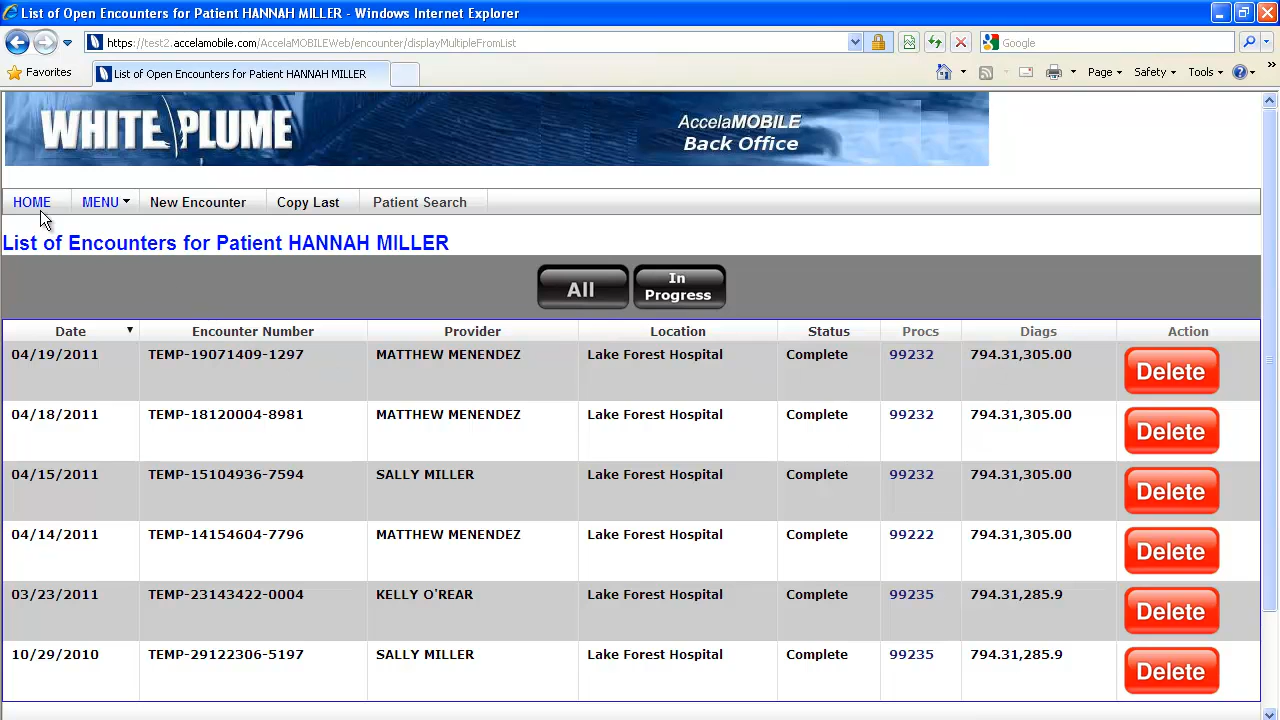 List of Open Encounters for Patient HANNAH MILLER - Windows Internet Explorer
https://test2.accelamobile.com/AccelaMOBILEWeb/encounter/displayMultipleFromList
Google
Favorites List of Open Encounters for Patient HANNAH MILLER Page Safety Tools
WHITE PLUME
AccelaMOBILE
Back Office
HOME MENU New Encounter Copy Last Patient Search
List of Encounters for Patient HANNAH MILLER
All In Progress
Date Encounter Number Provider Location Status Procs Diags Action
04/19/2011 TEMP-19071409-1297 MATTHEW MENENDEZ Lake Forest Hospital Complete 99232 794.31,305.00 Delete
04/18/2011 TEMP-18120004-8981 MATTHEW MENENDEZ Lake Forest Hospital Complete 99232 794.31,305.00 Delete
04/15/2011 TEMP-15104936-7594 SALLY MILLER Lake Forest Hospital Complete 99232 794.31,305.00 Delete
04/14/2011 TEMP-14154604-7796 MATTHEW MENENDEZ Lake Forest Hospital Complete 99222 794.31,305.00 Delete
03/23/2011 TEMP-23143422-0004 KELLY O'REAR Lake Forest Hospital Complete 99235 794.31,285.9 Delete
10/29/2010 TEMP-29122306-5197 SALLY MILLER Lake Forest Hospital Complete 99235 794.31,285.9 Delete